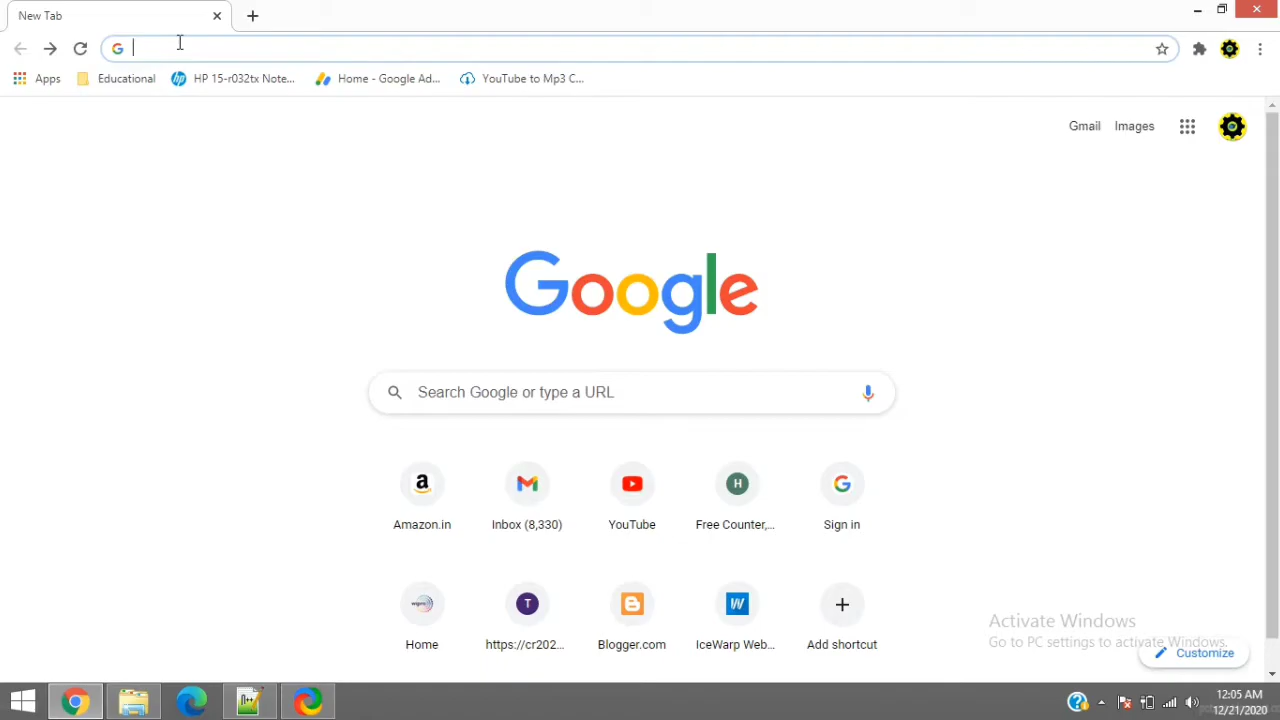 New Tab
Apps
Educational
HP 15-r032tx Note...
Home - Google Ad...
YouTube to Mp3 C...
Gmail
Images
Google
Search Google or type a URL
Amazon.in
Inbox (8,330)
YouTube
Free Counter,...
Sign in
Home
https://cr202...
Blogger.com
IceWarp Web...
Add shortcut
Activate Windows
Go to PC settings to activate Windows.
Customize
12:05 AM
12/21/2020